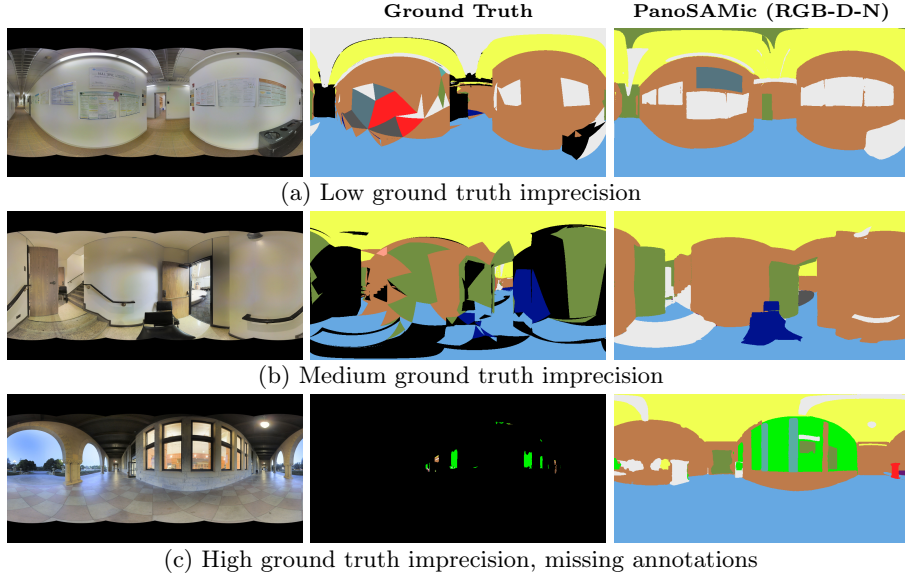 Ground Truth
PanoSAMic (RGB-D-N)
(a) Low ground truth imprecision
(b) Medium ground truth imprecision
(c) High ground truth imprecision, missing annotations